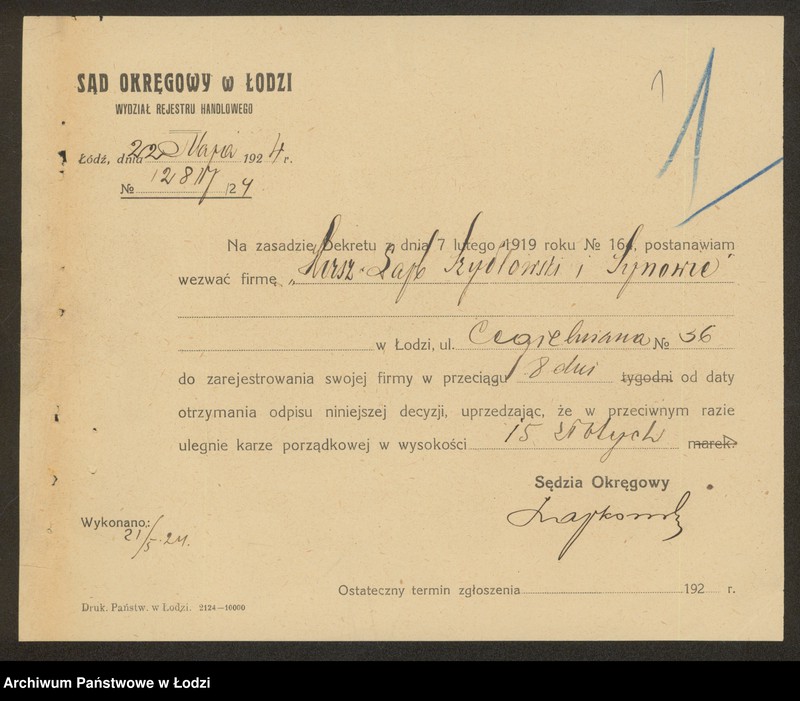 SĄD OKRĘGOWY w ŁODZI
WYDZIAŁ REJESTRU HANDLOWEGO
1
Łódź, dnia 22 Maja 1924 r.
№ /24
Na zasadzie Dekretu z dnia 7 lutego 1919 roku № 164, postanawiam
wezwać firmę „Hersz-Lajb Szydłowski i Synowie"
w Łodzi, ul. Cegielniana № 36
do zarejestrowania swojej firmy w przeciągu 8 dni tygodni od daty
otrzymania odpisu niniejszej decyzji, uprzedzając, że w przeciwnym razie
ulegnie karze porządkowej w wysokości 15 złotych marek.
Sędzia Okręgowy
Wykonano:
21/5.24.
Ostateczny termin zgłoszenia 192 r.
Druk. Państw. w Łodzi. 2124—10000
Archiwum Państwowe w Łodzi